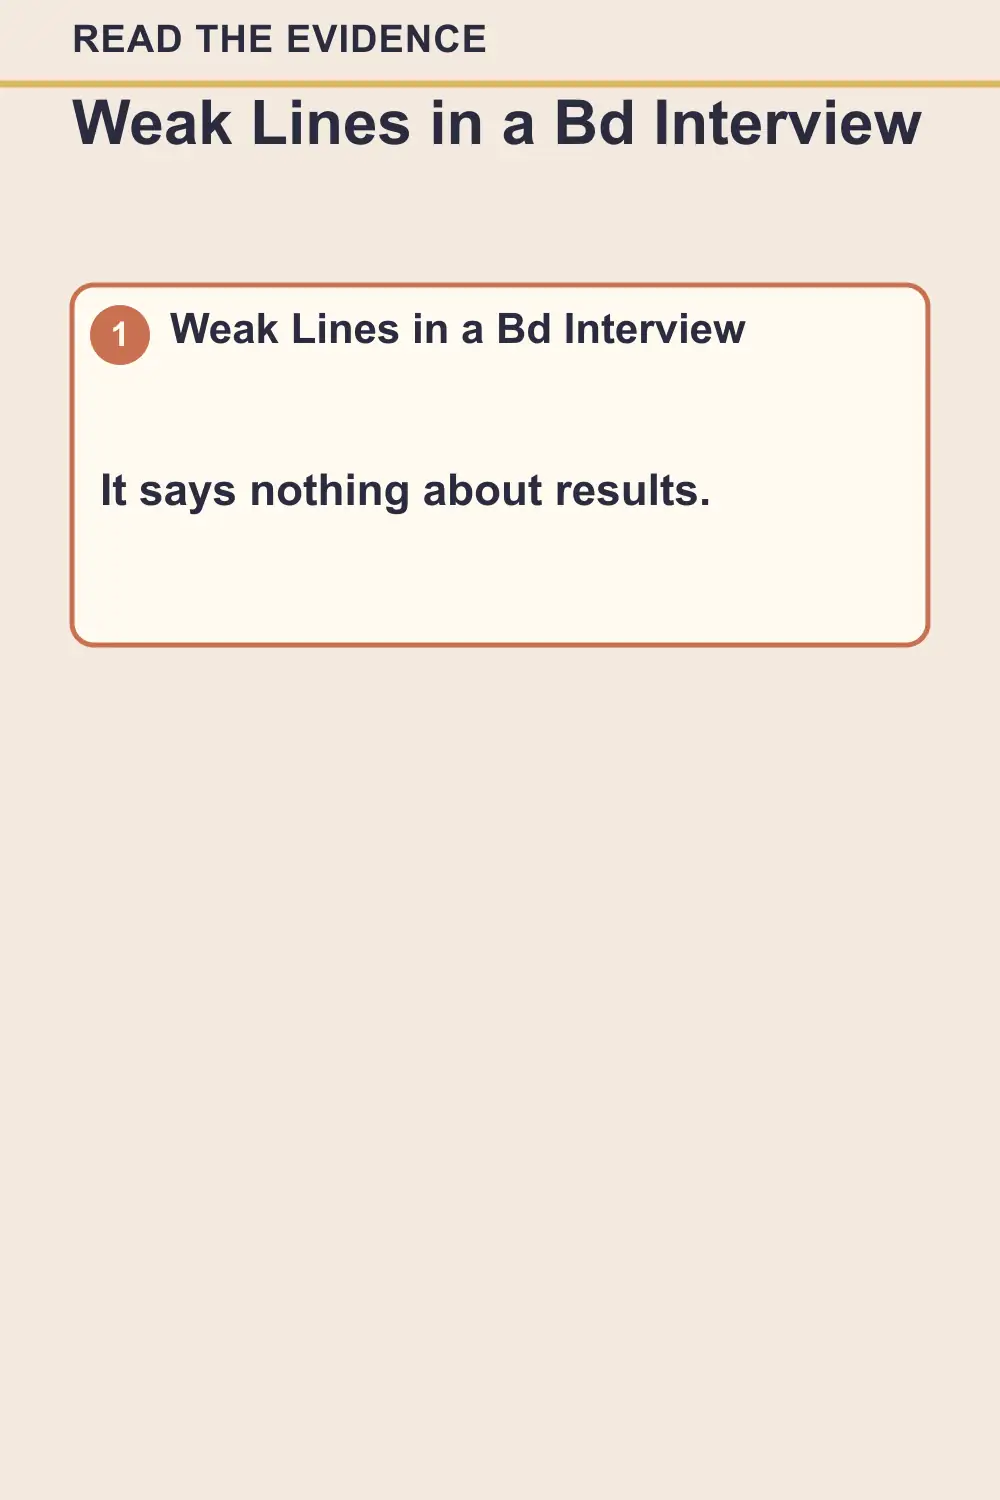 READ THE EVIDENCE
Weak Lines in a Bd Interview
1 Weak Lines in a Bd Interview
It says nothing about results.